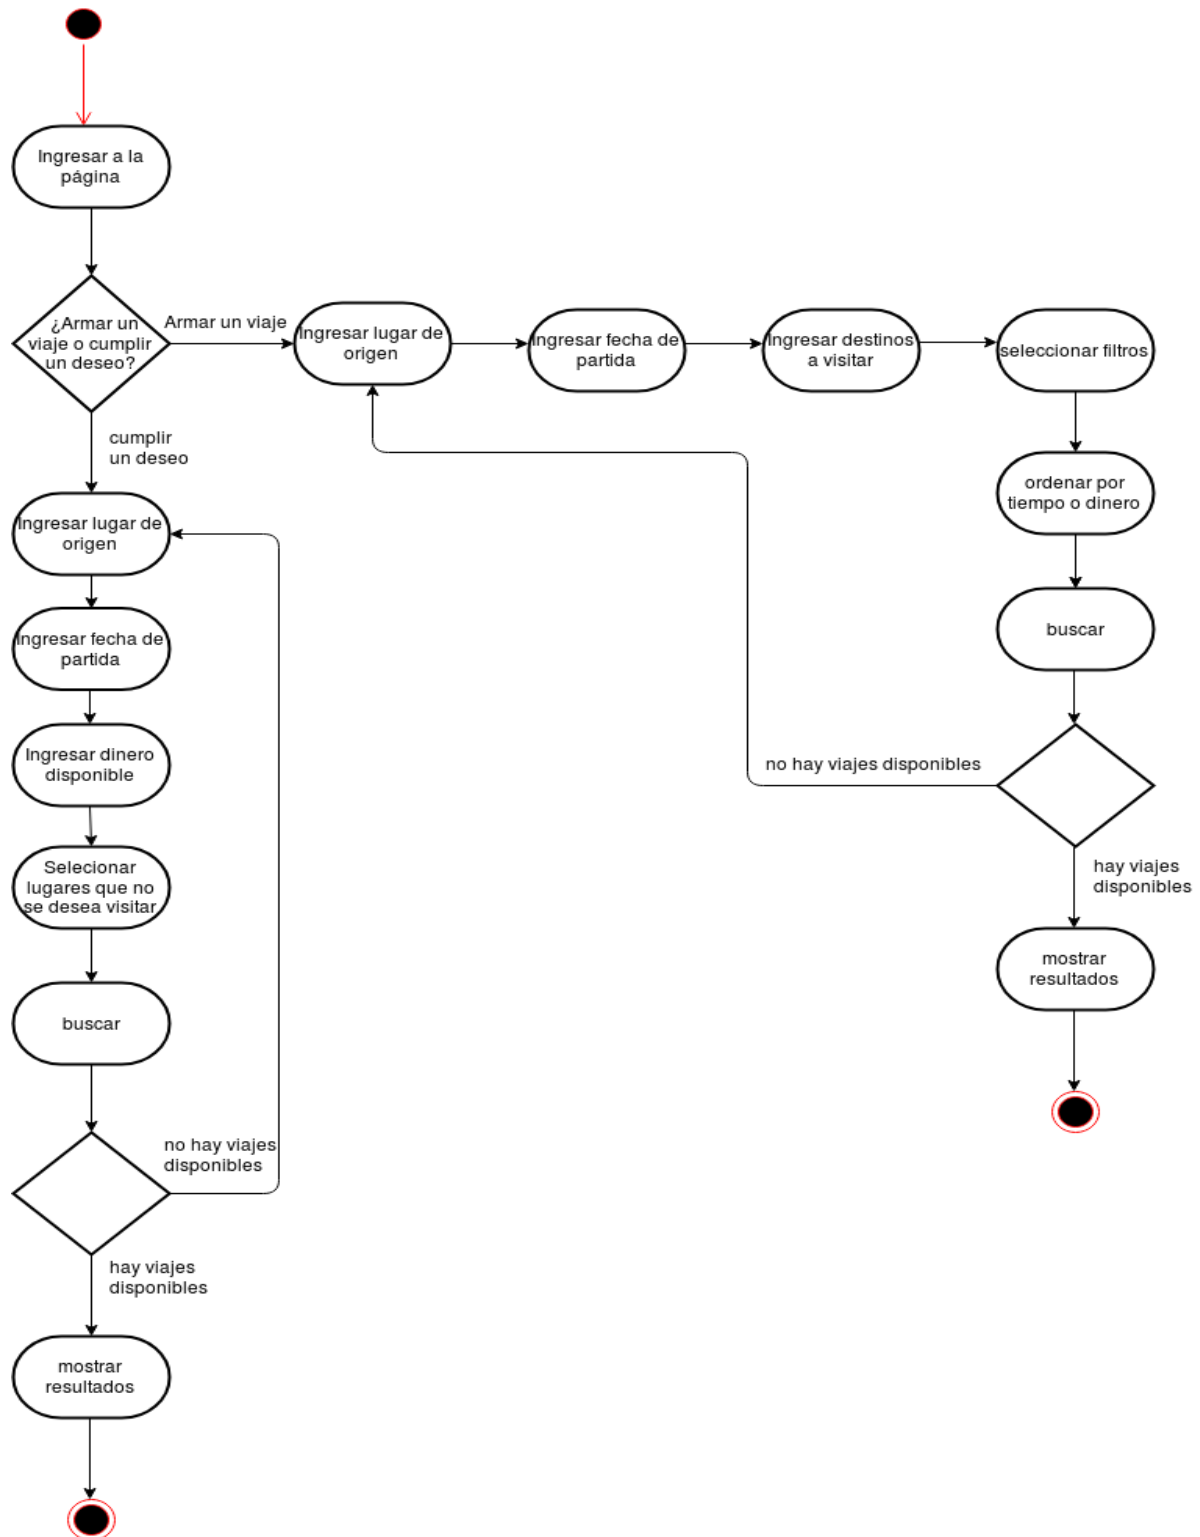 Ingresar a la
página
¿Armar un
viaje o cumplir
un deseo?
Armar un viaje
Ingresar lugar de
origen
Ingresar fecha de
partida
Ingresar destinos
a visitar
seleccionar filtros
ordenar por
tiempo o dinero
buscar
no hay viajes disponibles
hay viajes
disponibles
mostrar
resultados
cumplir
un deseo
Ingresar lugar de
origen
Ingresar fecha de
partida
Ingresar dinero
disponible
Selecionar
lugares que no
se desea visitar
buscar
no hay viajes
disponibles
hay viajes
disponibles
mostrar
resultados